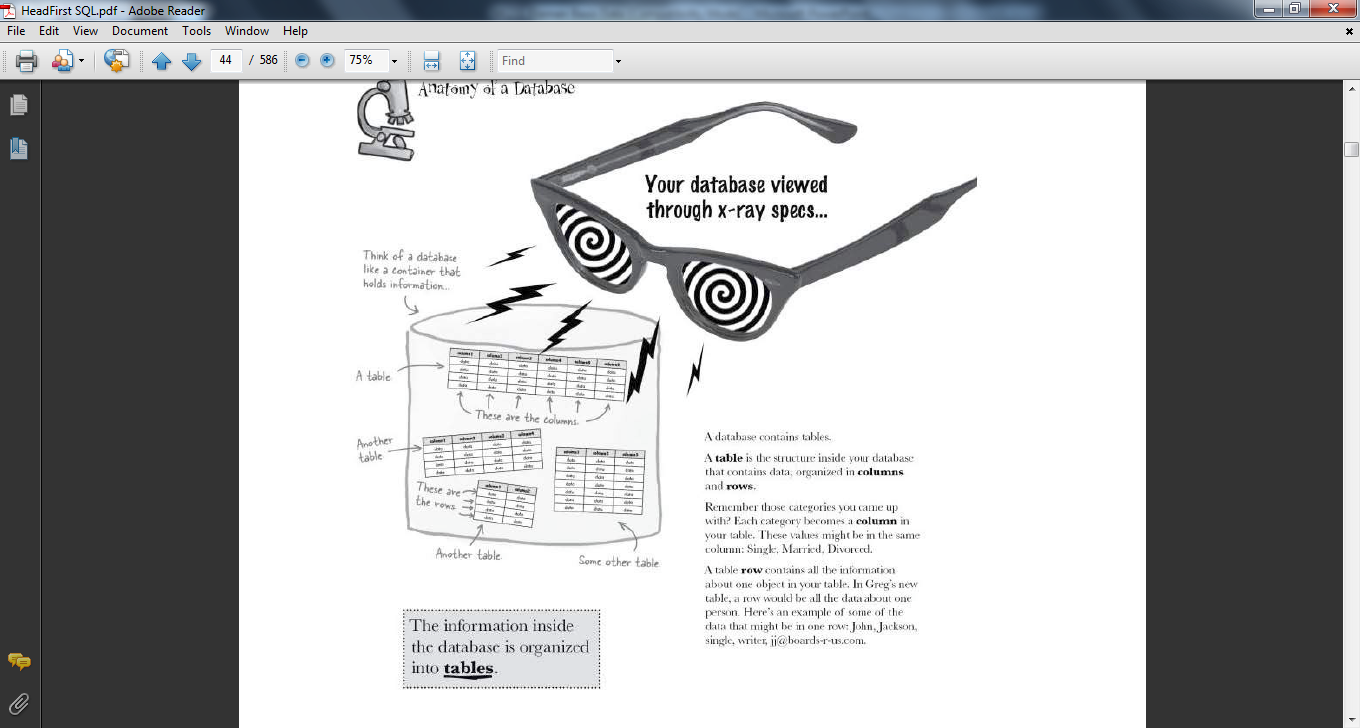 HeadFirst SQL.pdf - Adobe Reader
File Edit View Document Tools Window Help
44 / 586 75% Find
Anatomy of a Database
Your database viewed
through x-ray specs...
Think of a database
like a container that
holds information...
A table
These are the columns.
Another
table
These are
the rows
Another table
Some other table
A database contains tables.
A table is the structure inside your database
that contains data, organized in columns
and rows.
Remember those categories you came up
with? Each category becomes a column in
your table. These values might be in the same
column: Single, Married, Divorced.
A table row contains all the information
about one object in your table. In Greg's new
table, a row would be all the data about one
person. Here's an example of some of the
data that might be in one row: John, Jackson,
single, writer, jj@boards-r-us.com.
The information inside
the database is organized
into tables.